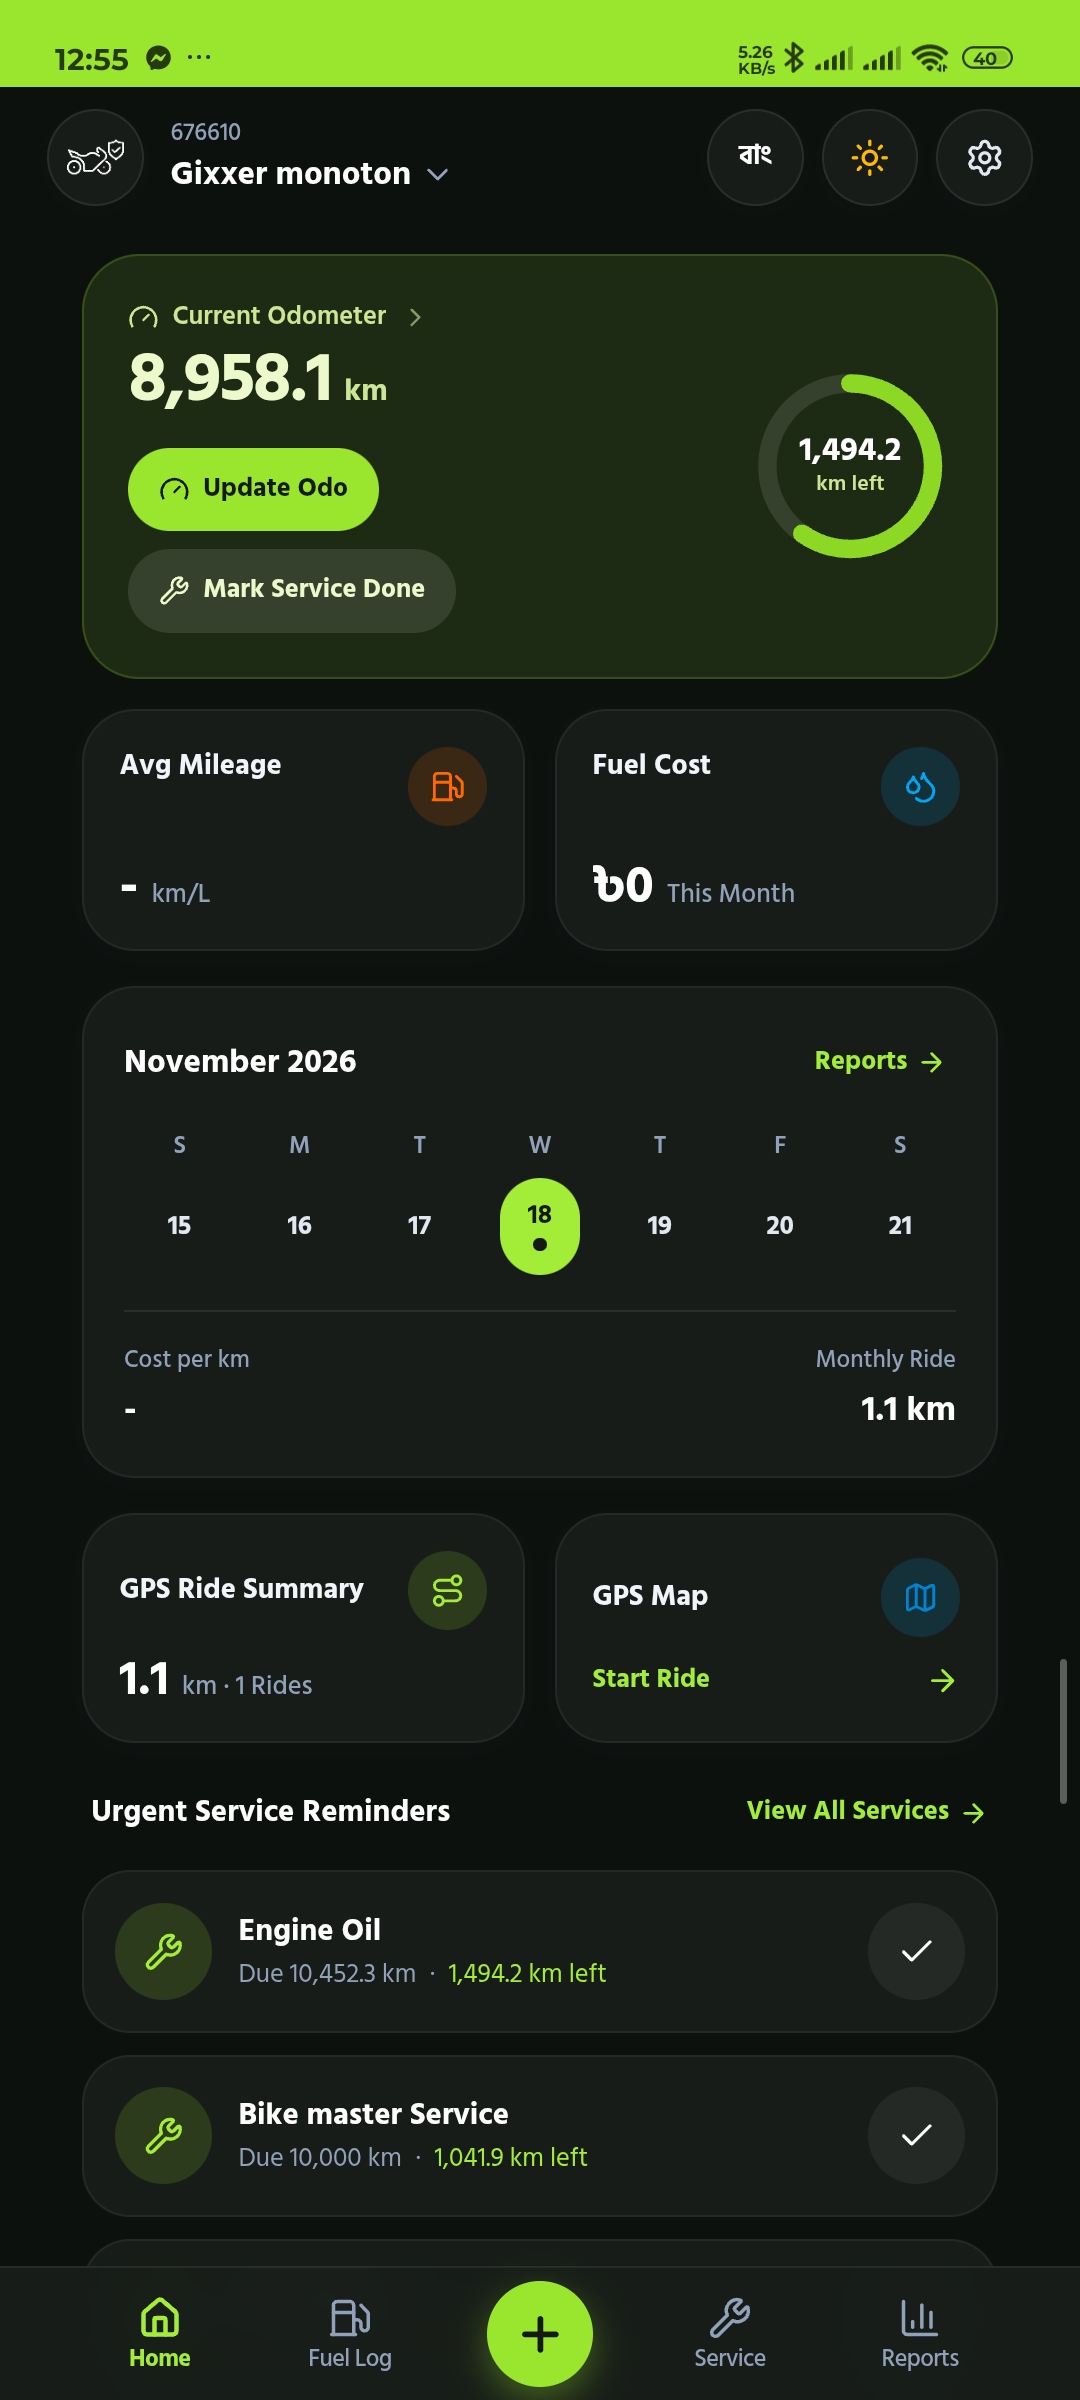 12:55
5.26 KB/s
40
676610
Gixxer monoton
বাং
Current Odometer
8,958.1 km
Update Odo
Mark Service Done
1,494.2
km left
Avg Mileage
- km/L
Fuel Cost
৳0 This Month
November 2026
Reports
S M T W T F S
15 16 17 18 19 20 21
Cost per km
-
Monthly Ride
1.1 km
GPS Ride Summary
1.1 km · 1 Rides
GPS Map
Start Ride
Urgent Service Reminders
View All Services
Engine Oil
Due 10,452.3 km · 1,494.2 km left
Bike master Service
Due 10,000 km · 1,041.9 km left
Home
Fuel Log
Service
Reports